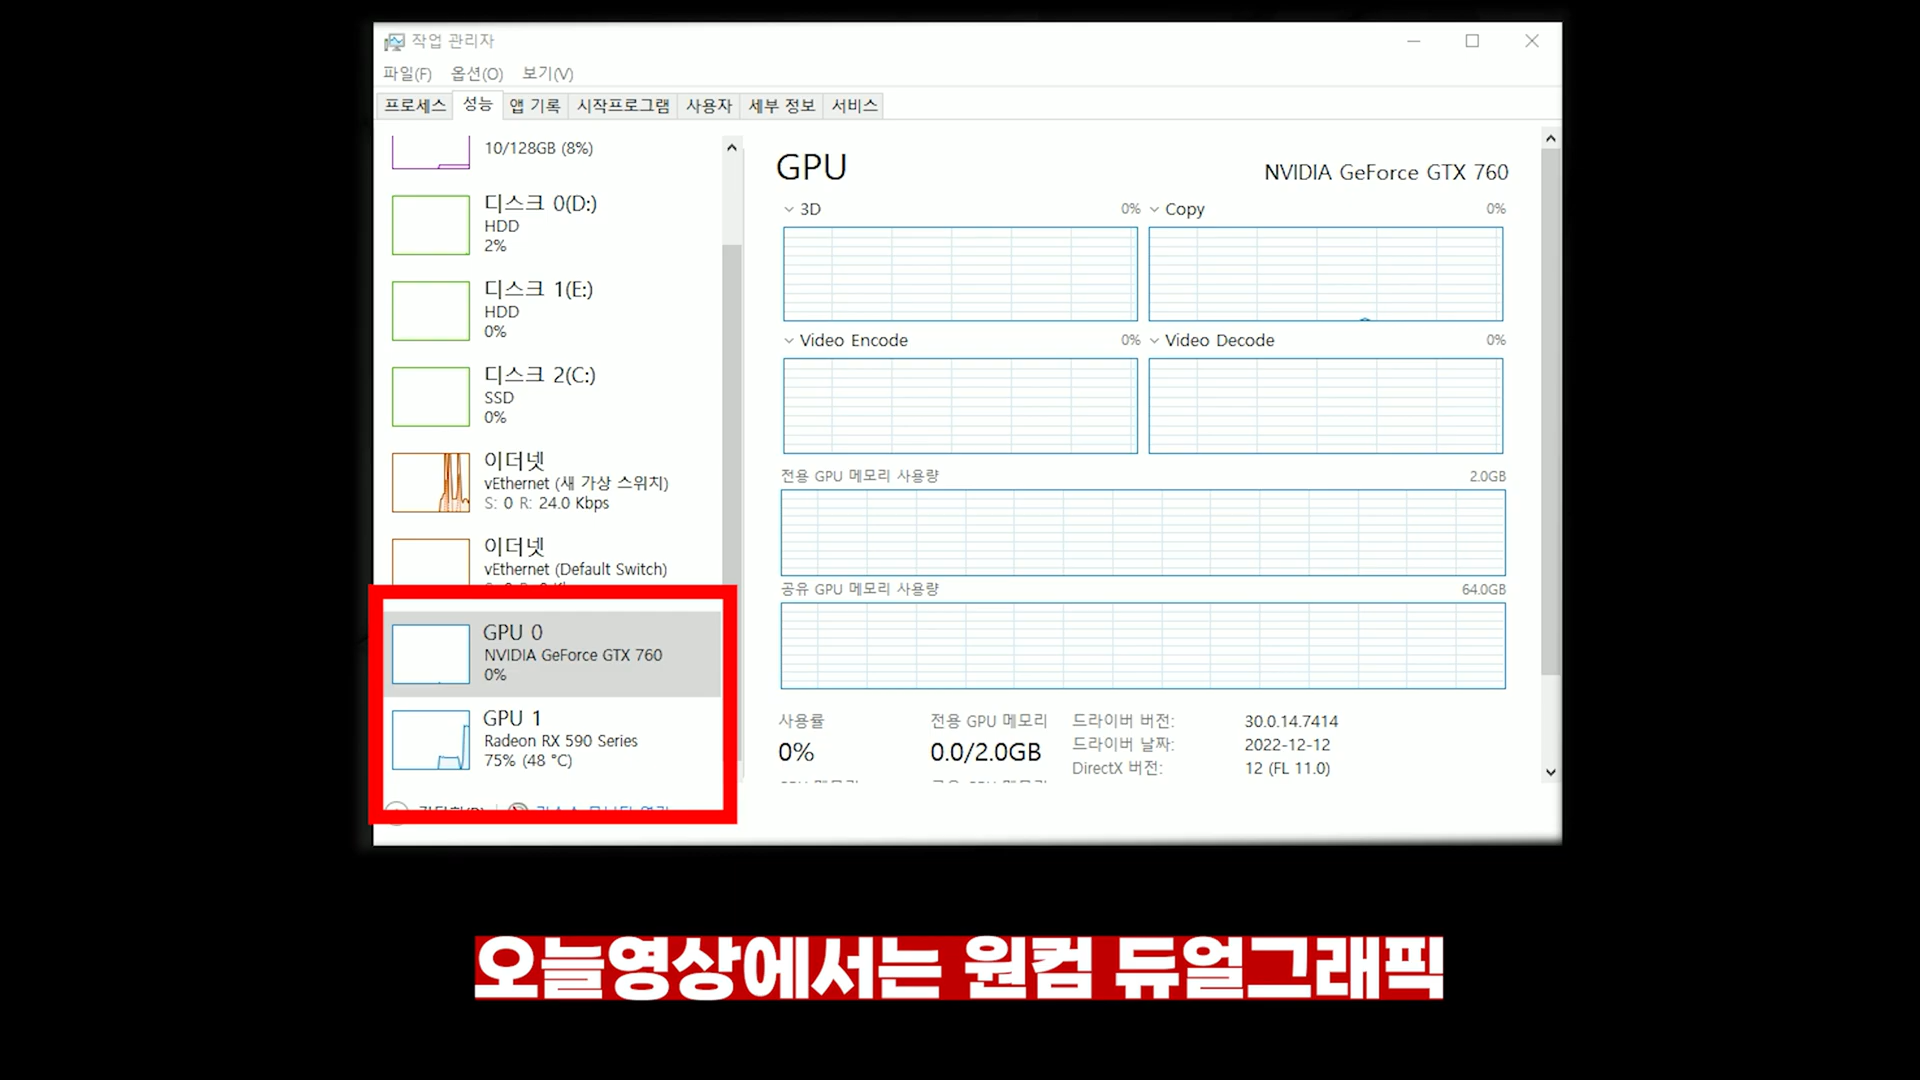 작업 관리자
파일(F) 옵션(O) 보기(V)
프로세스 성능 앱 기록 시작프로그램 사용자 세부 정보 서비스
10/128GB (8%)
디스크 0(D:)
HDD
2%
디스크 1(E:)
HDD
0%
디스크 2(C:)
SSD
0%
이더넷
vEthernet (새 가상 스위치)
S: 0 R: 24.0 Kbps
이더넷
vEthernet (Default Switch)
GPU 0
NVIDIA GeForce GTX 760
0%
GPU 1
Radeon RX 590 Series
75% (48 °C)
GPU
NVIDIA GeForce GTX 760
3D 0% Copy 0%
Video Encode 0% Video Decode 0%
전용 GPU 메모리 사용량 2.0GB
공유 GPU 메모리 사용량 64.0GB
사용률 전용 GPU 메모리 드라이버 버전: 30.0.14.7414
0% 0.0/2.0GB 드라이버 날짜: 2022-12-12
DirectX 버전: 12 (FL 11.0)
오늘영상에서는 원컴 듀얼그래픽